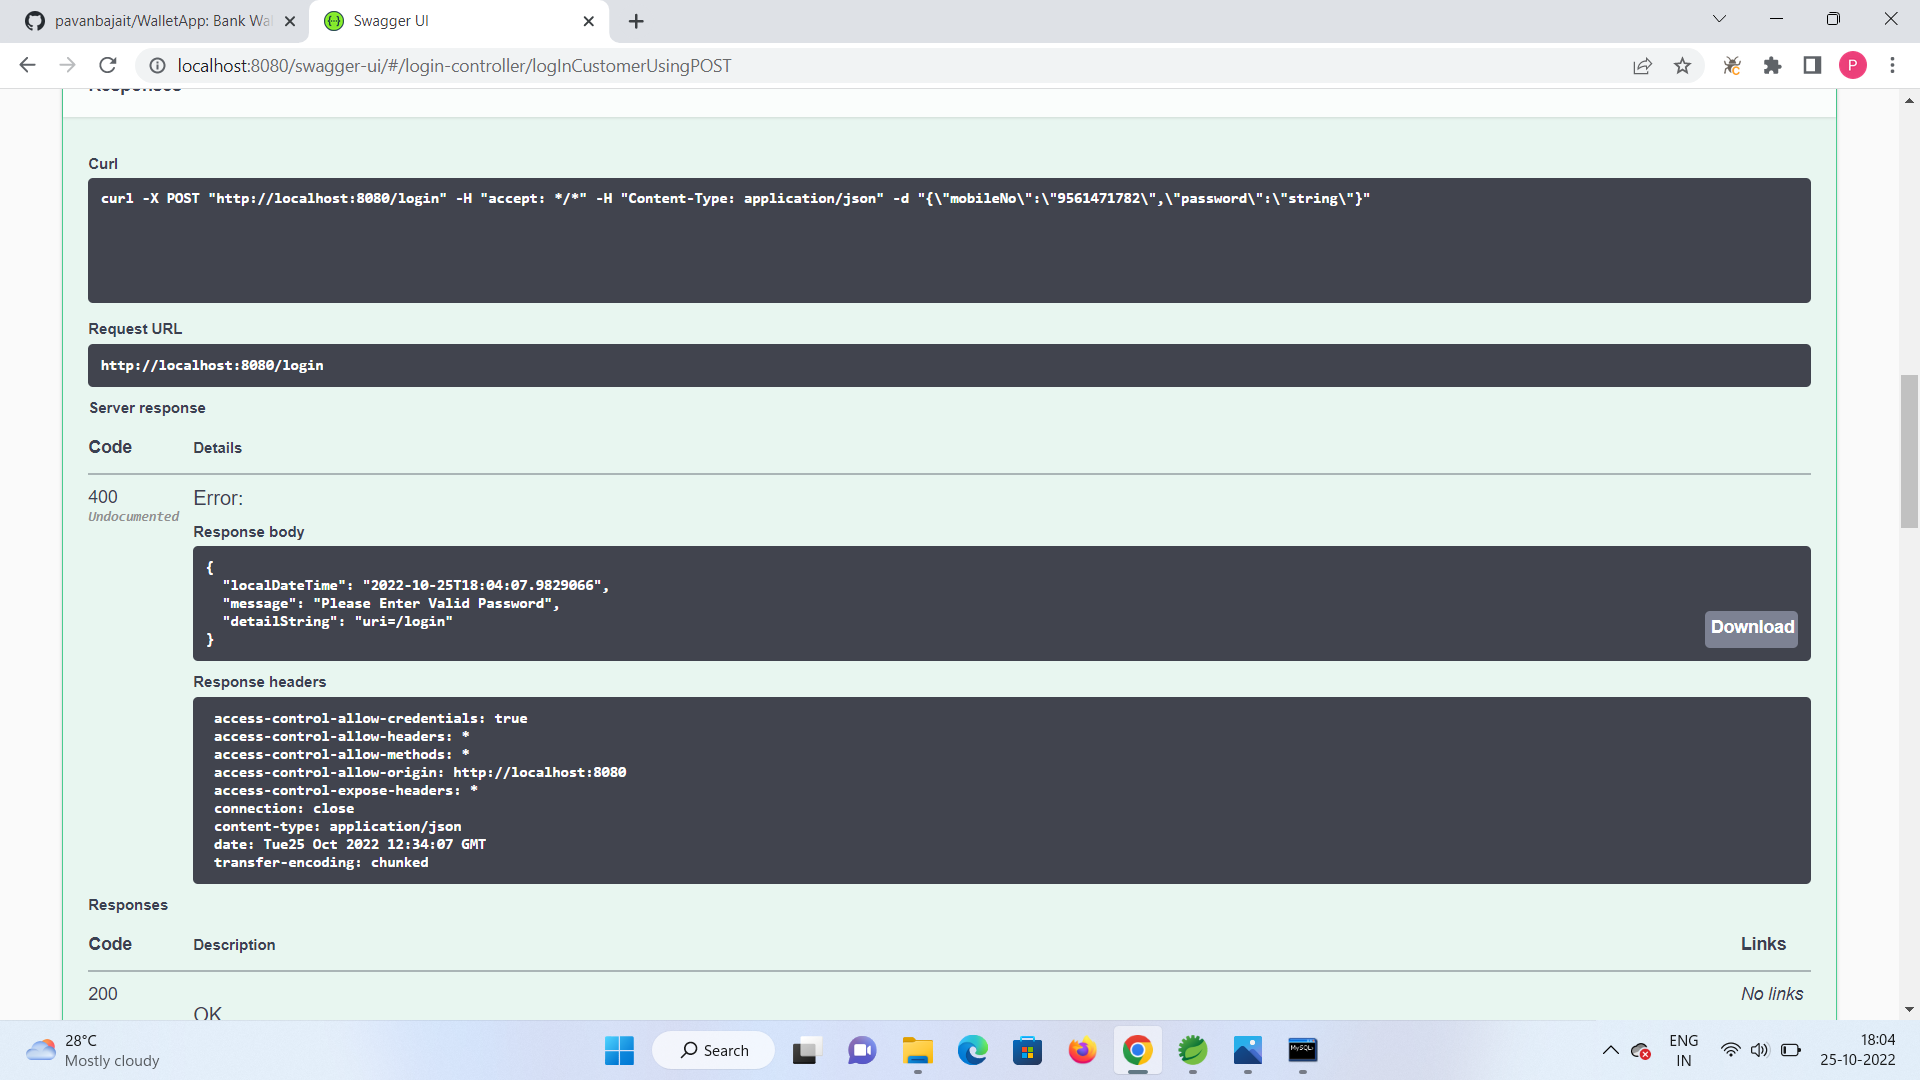 pavanbajait/WalletApp: Bank Wal
Swagger UI
localhost:8080/swagger-ui/#/login-controller/logInCustomerUsingPOST
P
Responses
Curl
curl -X POST "http://localhost:8080/login" -H "accept: */*" -H "Content-Type: application/json" -d "{\"mobileNo\":\"9561471782\",\"password\":\"string\"}"
Request URL
http://localhost:8080/login
Server response
Code Details
400 Error:
Undocumented
Response body
{
"localDateTime": "2022-10-25T18:04:07.9829066",
"message": "Please Enter Valid Password",
"detailString": "uri=/login"
}
Download
Response headers
access-control-allow-credentials: true
access-control-allow-headers: *
access-control-allow-methods: *
access-control-allow-origin: http://localhost:8080
access-control-expose-headers: *
connection: close
content-type: application/json
date: Tue25 Oct 2022 12:34:07 GMT
transfer-encoding: chunked
Responses
Code Description Links
200 No links
OK
28°C
Mostly cloudy
Search
MySQL
ENG
IN
18:04
25-10-2022